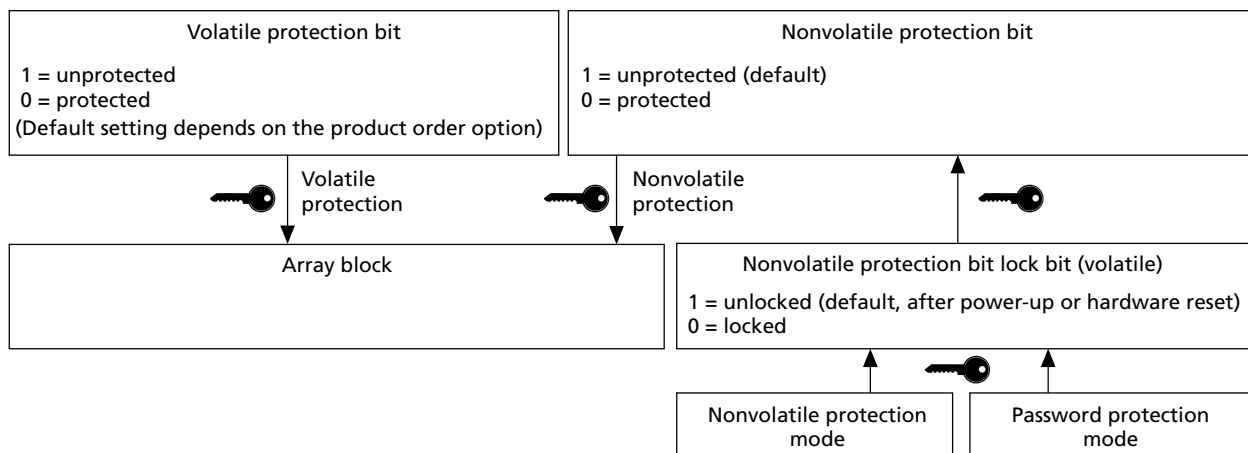 Volatile protection bit
1 = unprotected
0 = protected
(Default setting depends on the product order option)
Nonvolatile protection bit
1 = unprotected (default)
0 = protected
Volatile
protection
Nonvolatile
protection
Array block
Nonvolatile protection bit lock bit (volatile)
1 = unlocked (default, after power-up or hardware reset)
0 = locked
Nonvolatile protection
mode
Password protection
mode